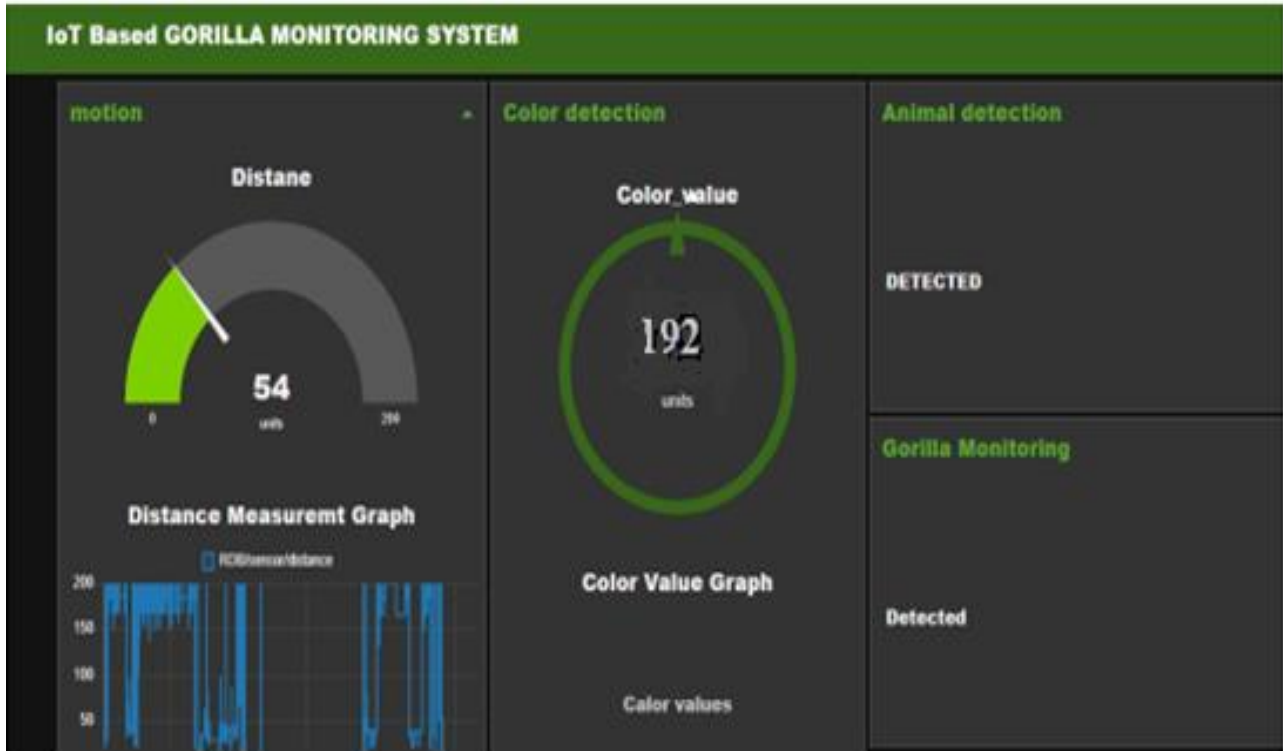 IoT Based GORILLA MONITORING SYSTEM
motion
Distane
54
units
0
200
Distance Measuremt Graph
200
150
100
50
Color detection
Color_value
192
units
Color Value Graph
Calor values
Animal detection
DETECTED
Gorilla Monitoring
Detected